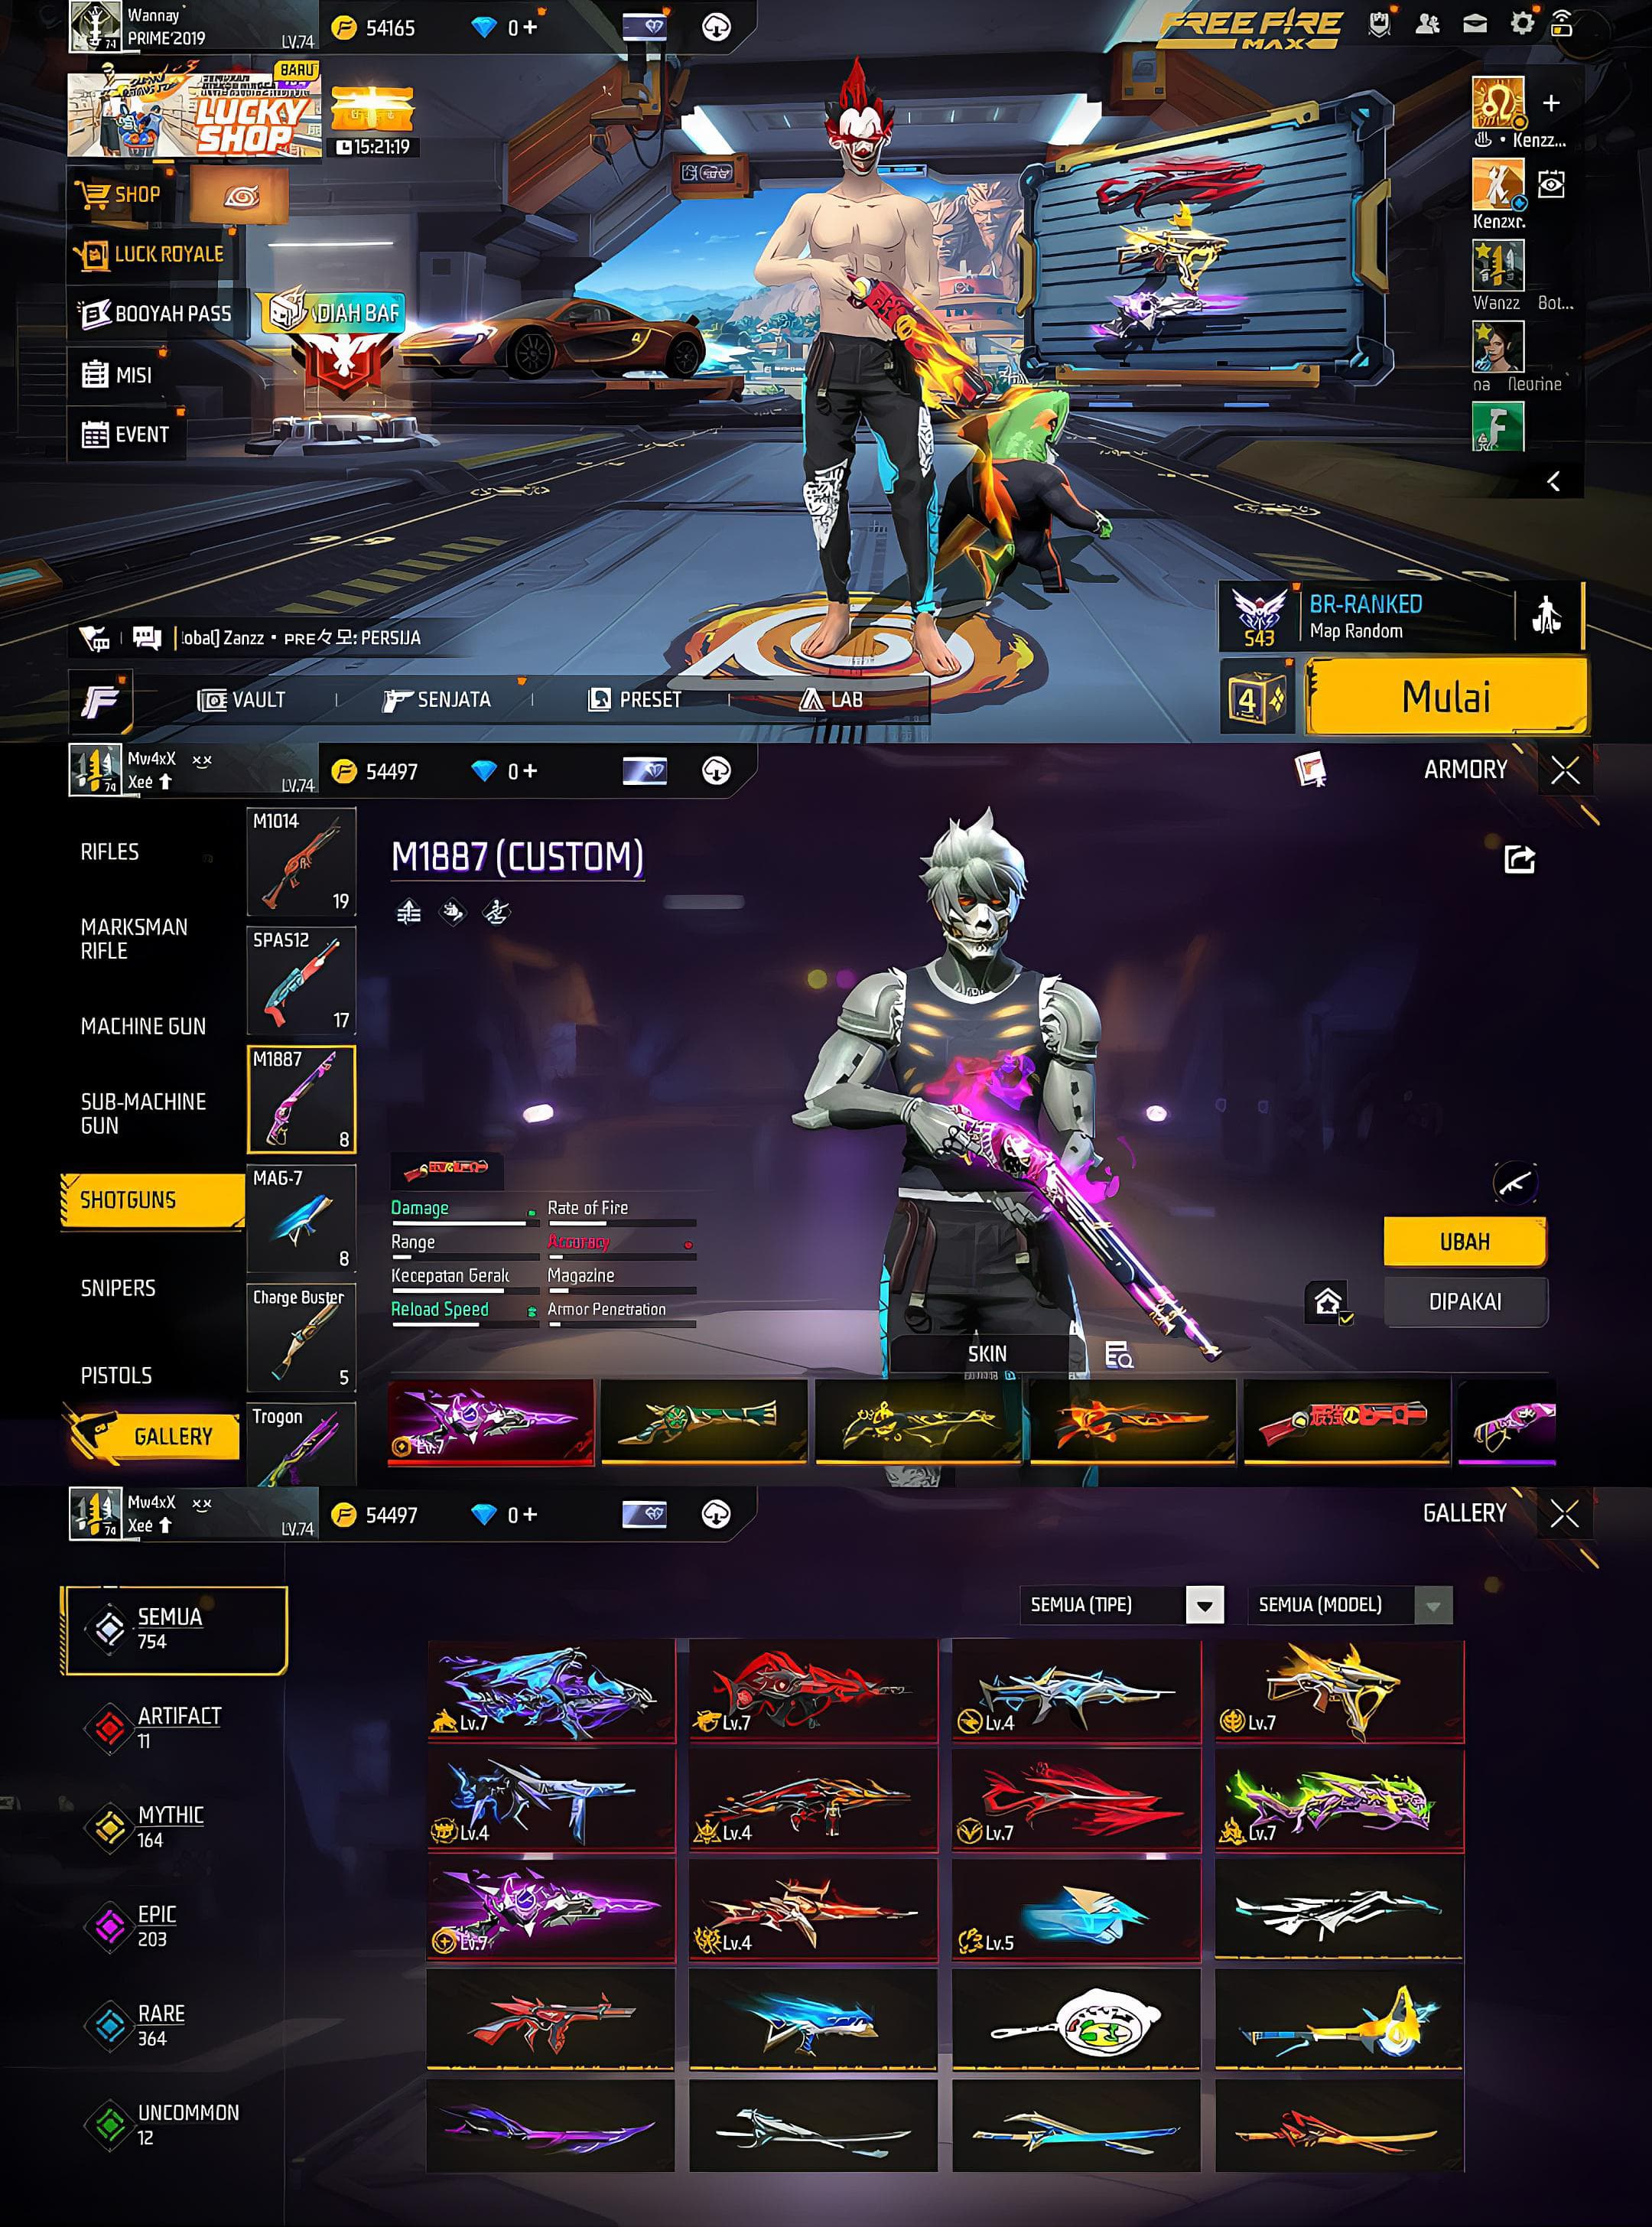 Wannay
PRIME'2019
LV.74
54165
0+
FREE FIRE
MAX
BARU
LUCKY
SHOP
15:21:19
SHOP
LUCK ROYALE
BOOYAH PASS
MISI
EVENT
Kenzz...
Kenzxr.
Wanzz Bot...
na fleurine
F
obal] Zanzz • PRE々모: PERSIJA
VAULT
SENJATA
PRESET
LAB
S43
BR-RANKED
Map Random
4
Mulai
Mw4xX
Xeé
LV.74
54497
0+
ARMORY
RIFLES
MARKSMAN
RIFLE
MACHINE GUN
SUB-MACHINE
GUN
SHOTGUNS
SNIPERS
PISTOLS
GALLERY
M1014
19
SPAS12
17
M1887
8
MAG-7
8
Charge Buster
5
Trogon
M1887 (CUSTOM)
Damage
Rate of Fire
Range
Accuracy
Kecepatan Gerak
Magazine
Reload Speed
Armor Penetration
UBAH
DIPAKAI
SKIN
Lv.7
Mw4xX
Xeé
LV.74
54497
0+
GALLERY
SEMUA
754
ARTIFACT
11
MYTHIC
164
EPIC
203
RARE
364
UNCOMMON
12
SEMUA (TIPE)
SEMUA (MODEL)
Lv.7
Lv.7
Lv.4
Lv.7
Lv.4
Lv.4
Lv.7
Lv.7
Lv.7
Lv.4
Lv.5